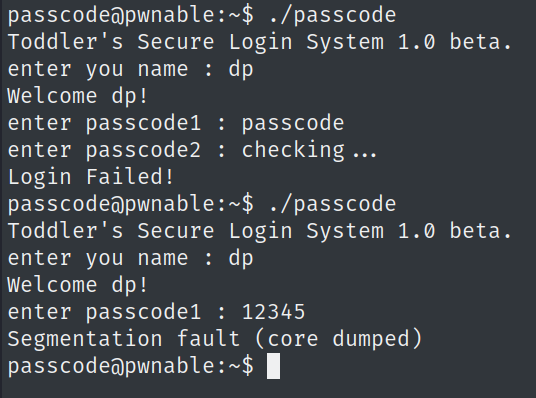 passcode@pwnable:~$ ./passcode
Toddler's Secure Login System 1.0 beta.
enter you name : dp
Welcome dp!
enter passcode1 : passcode
enter passcode2 : checking...
Login Failed!
passcode@pwnable:~$ ./passcode
Toddler's Secure Login System 1.0 beta.
enter you name : dp
Welcome dp!
enter passcode1 : 12345
Segmentation fault (core dumped)
passcode@pwnable:~$